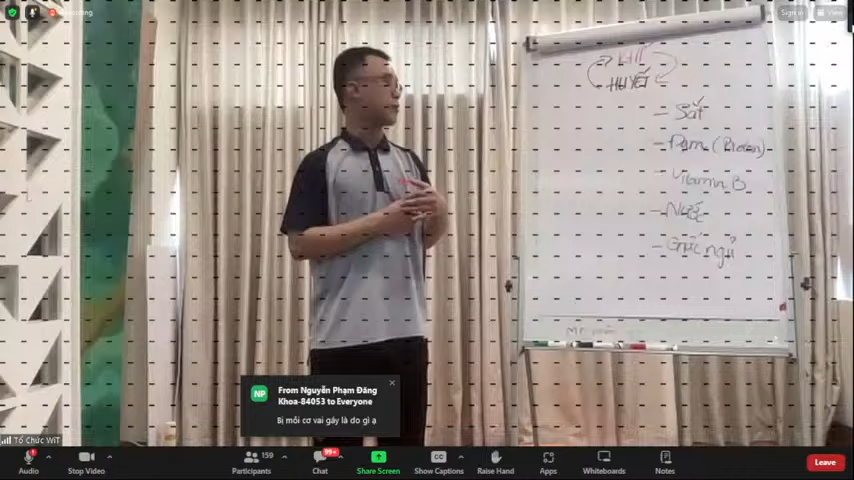 Sign in
View
KHÍ
HUYẾT
- Sắt
- Đạm (Protein)
- Vitamin B
- Nước
- Giấc ngủ
NP
From Nguyễn Phạm Đăng
Khoa-84053 to Everyone
Bị mỏi cơ vai gáy là do gì ạ
Tổ Chức WIT
159
99+
CC
Audio
Stop Video
Participants
Chat
Share Screen
Show Captions
Raise Hand
Apps
Whiteboards
Notes
Leave